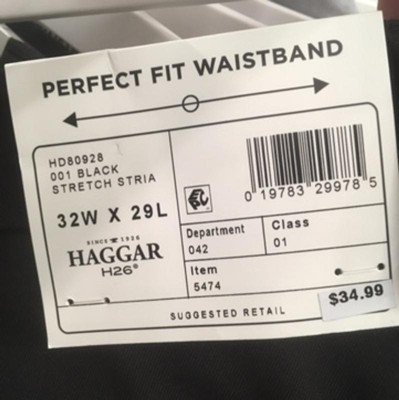 PERFECT FIT WAISTBAND
HD80928
001 BLACK
STRETCH STRIA
32W X 29L
SINCE 1926
HAGGAR
H26®
0 19783 29978 5
Department
042
Class
01
Item
5474
$34.99
SUGGESTED RETAIL